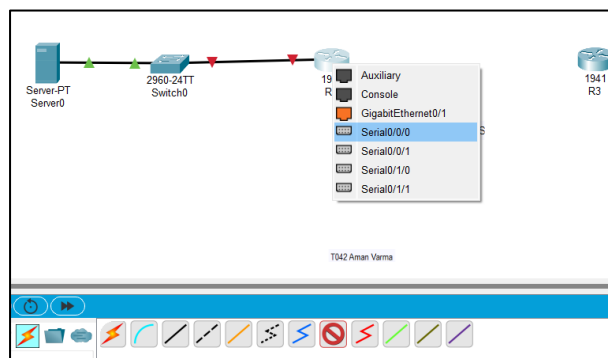 Server-PT
Server0
2960-24TT
Switch0
19
R
Auxiliary
Console
GigabitEthernet0/1
Serial0/0/0
Serial0/0/1
Serial0/1/0
Serial0/1/1
S
1941
R3
T042 Aman Varma